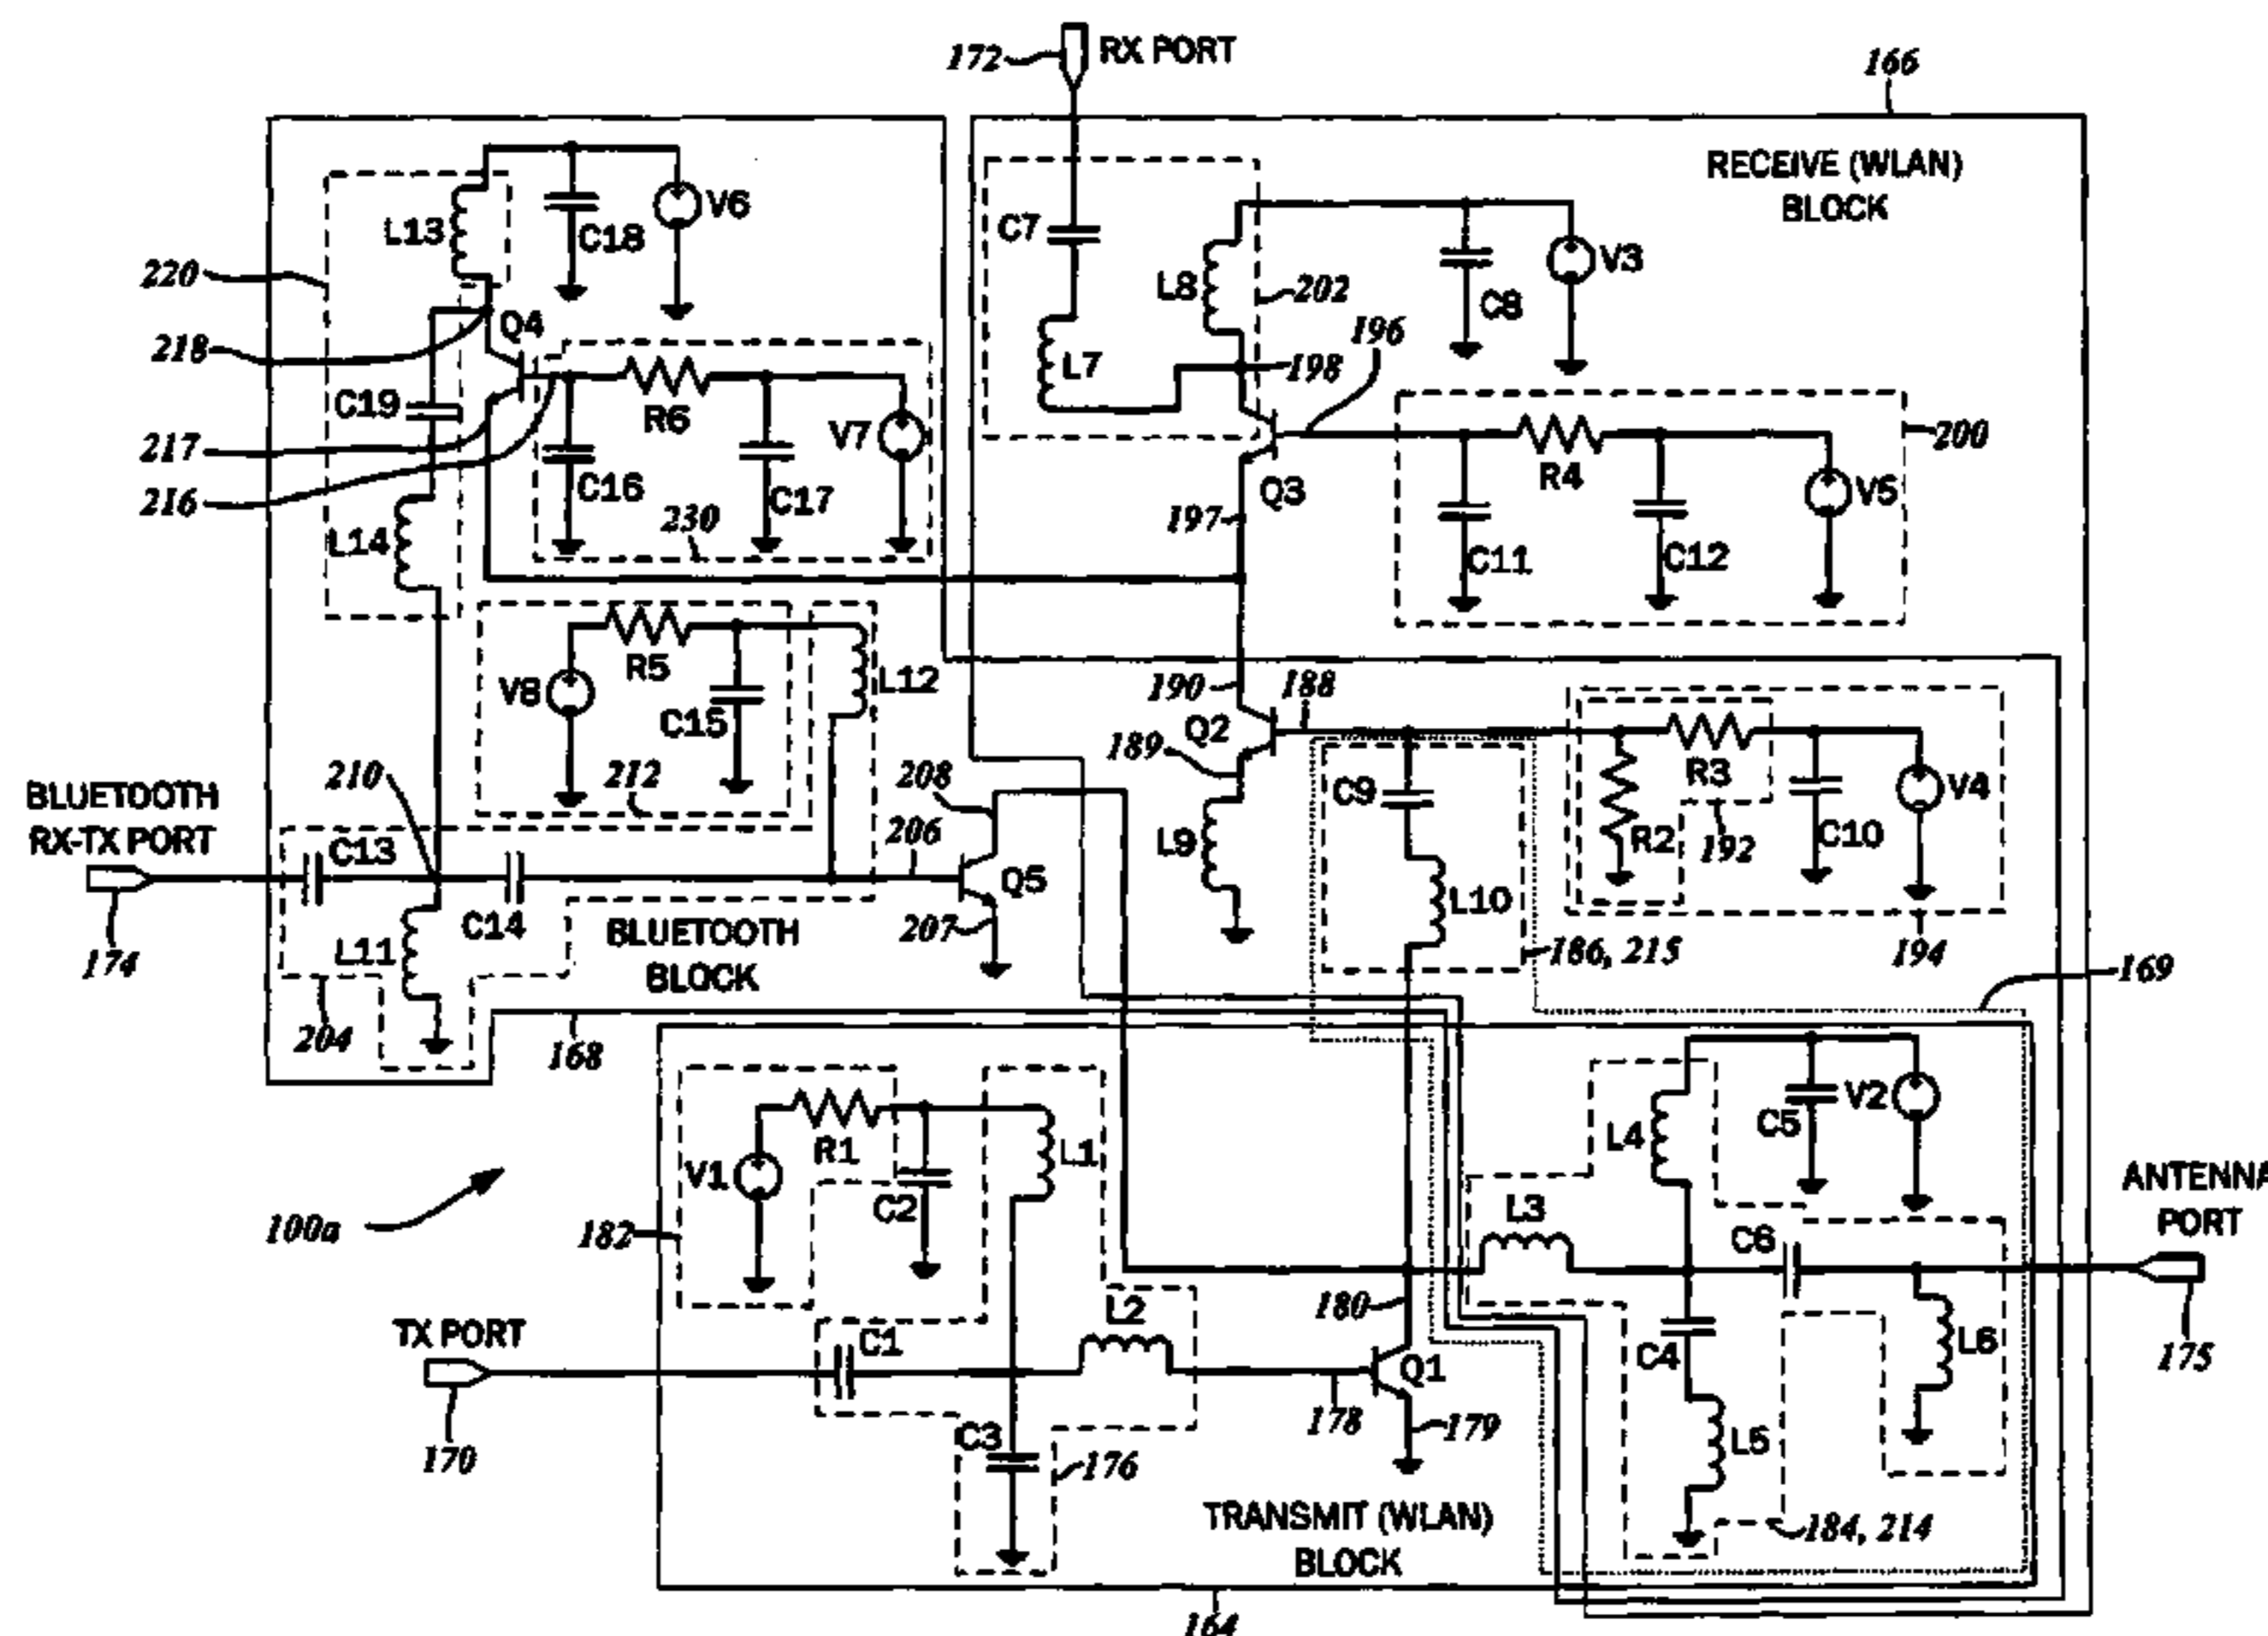 172
RX PORT
166
RECEIVE (WLAN)
BLOCK
L13
C18
V6
C7
L8
C8
V3
220
202
218
Q4
L7
196
198
C19
R6
V7
200
217
C16
C17
Q3
R4
V5
216
230
197
L14
C11
C12
V8
R5
C15
L12
190
188
Q2
189
R3
V4
210
212
208
C9
R2
192
C10
BLUETOOTH
RX-TX PORT
C13
206
L9
Q5
L10
174
L11
C14
BLUETOOTH
BLOCK
207
186, 215
194
169
204
168
V1
R1
L1
C2
L4
C5
V2
ANTENNA
PORT
100a
182
L3
C6
TX PORT
C1
L2
180
C4
L6
175
170
C3
178
Q1
179
L5
176
TRANSMIT (WLAN)
BLOCK
184, 214
164